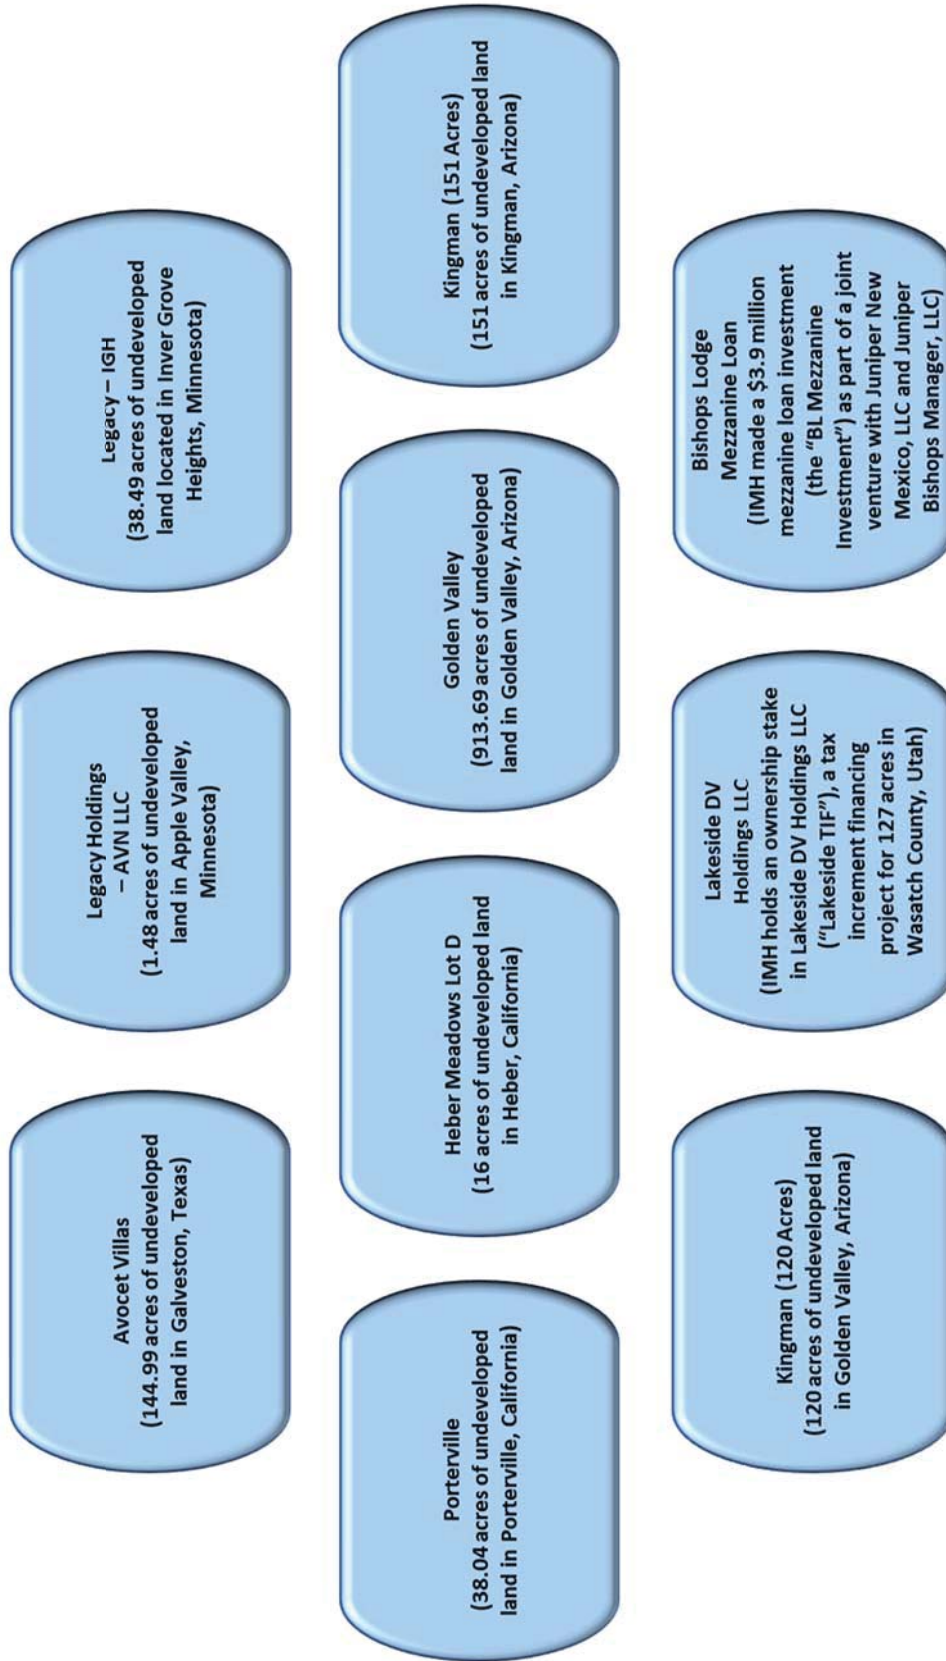 Avocet Villas
(144.99 acres of undeveloped
land in Galveston, Texas)
Legacy Holdings
– AVN LLC
(1.48 acres of undeveloped
land in Apple Valley,
Minnesota)
Legacy – IGH
(38.49 acres of undeveloped
land located in Inver Grove
Heights, Minnesota)
Porterville
(38.04 acres of undeveloped
land in Porterville, California)
Heber Meadows Lot D
(16 acres of undeveloped land
in Heber, California)
Golden Valley
(913.69 acres of undeveloped
land in Golden Valley, Arizona)
Kingman (151 Acres)
(151 acres of undeveloped land
in Kingman, Arizona)
Kingman (120 Acres)
(120 acres of undeveloped land
in Golden Valley, Arizona)
Lakeside DV
Holdings LLC
(IMH holds an ownership stake
in Lakeside DV Holdings LLC
(“Lakeside TIF”), a tax
increment financing
project for 127 acres in
Wasatch County, Utah)
Bishops Lodge
Mezzanine Loan
(IMH made a $3.9 million
mezzanine loan investment
(the “BL Mezzanine
Investment”) as part of a joint
venture with Juniper New
Mexico, LLC and Juniper
Bishops Manager, LLC)